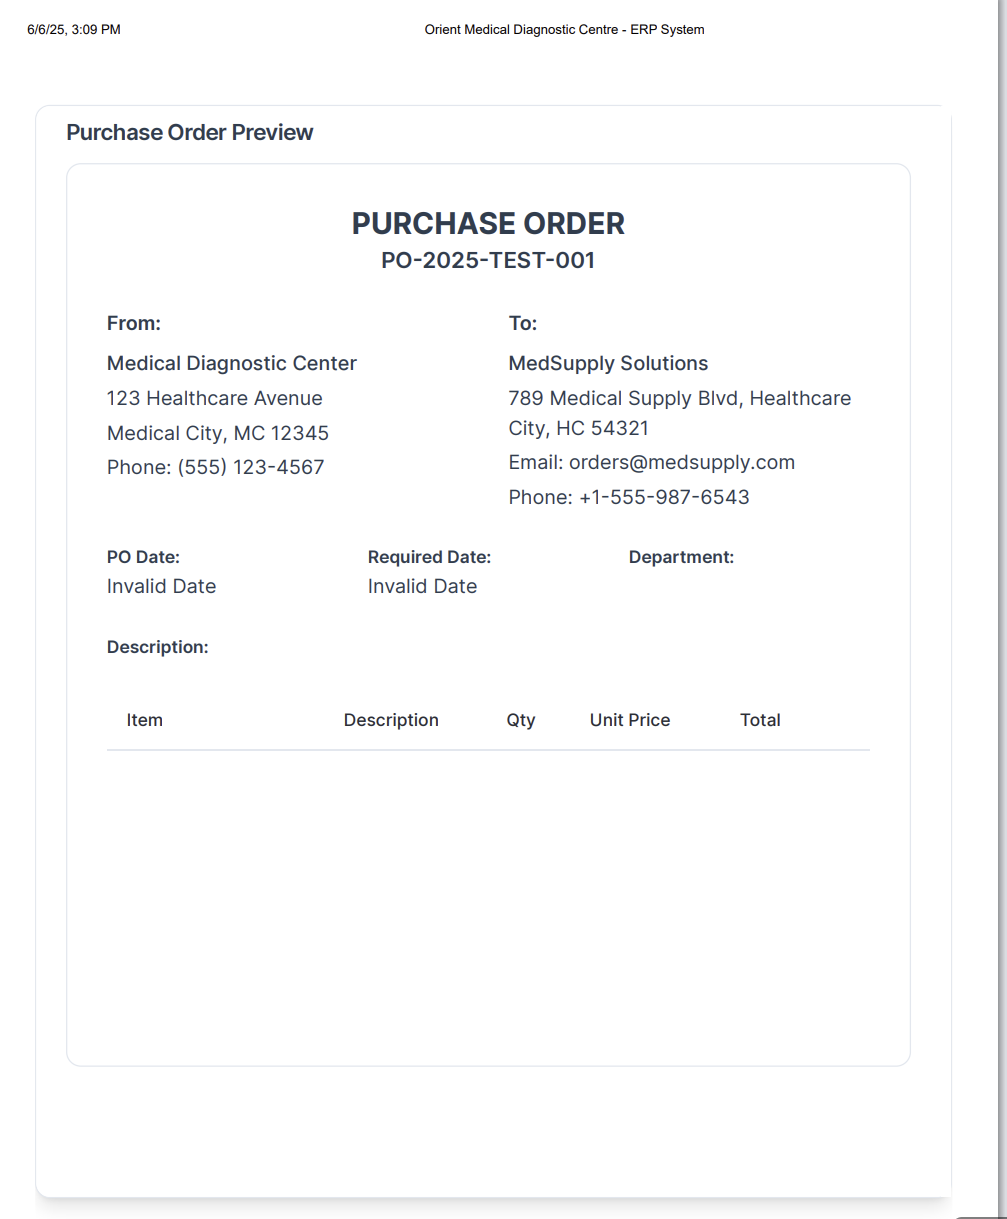 6/6/25, 3:09 PM
Orient Medical Diagnostic Centre - ERP System
Purchase Order Preview
PURCHASE ORDER
PO-2025-TEST-001
From:
Medical Diagnostic Center
123 Healthcare Avenue
Medical City, MC 12345
Phone: (555) 123-4567
To:
MedSupply Solutions
789 Medical Supply Blvd, Healthcare
City, HC 54321
Email: orders@medsupply.com
Phone: +1-555-987-6543
PO Date:
Invalid Date
Required Date:
Invalid Date
Department:
Description:
Item Description Qty Unit Price Total